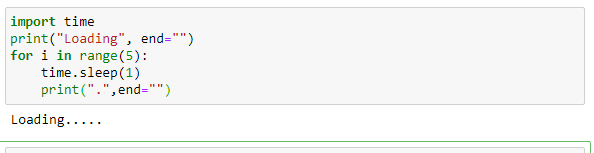 import time
print("Loading", end="")
for i in range(5):
    time.sleep(1)
    print(".",end="")
Loading.....